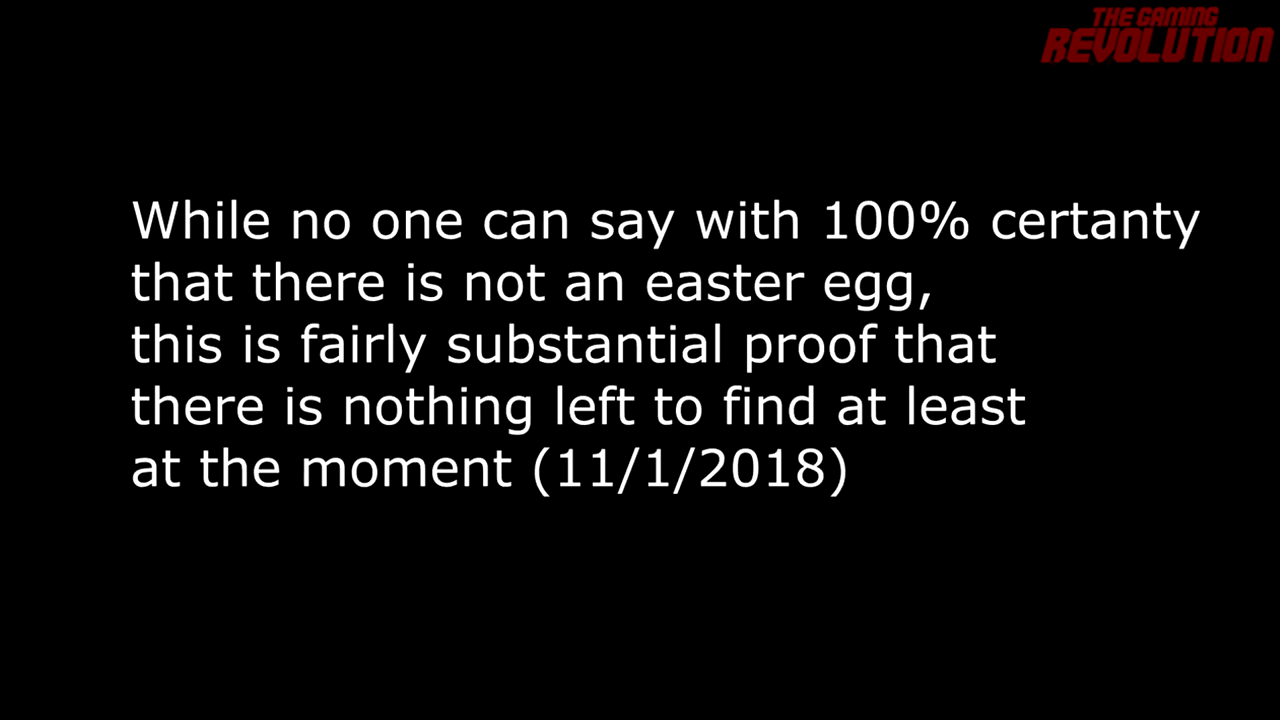 THE GAMING
REVOLUTION
While no one can say with 100% certanty
that there is not an easter egg,
this is fairly substantial proof that
there is nothing left to find at least
at the moment (11/1/2018)